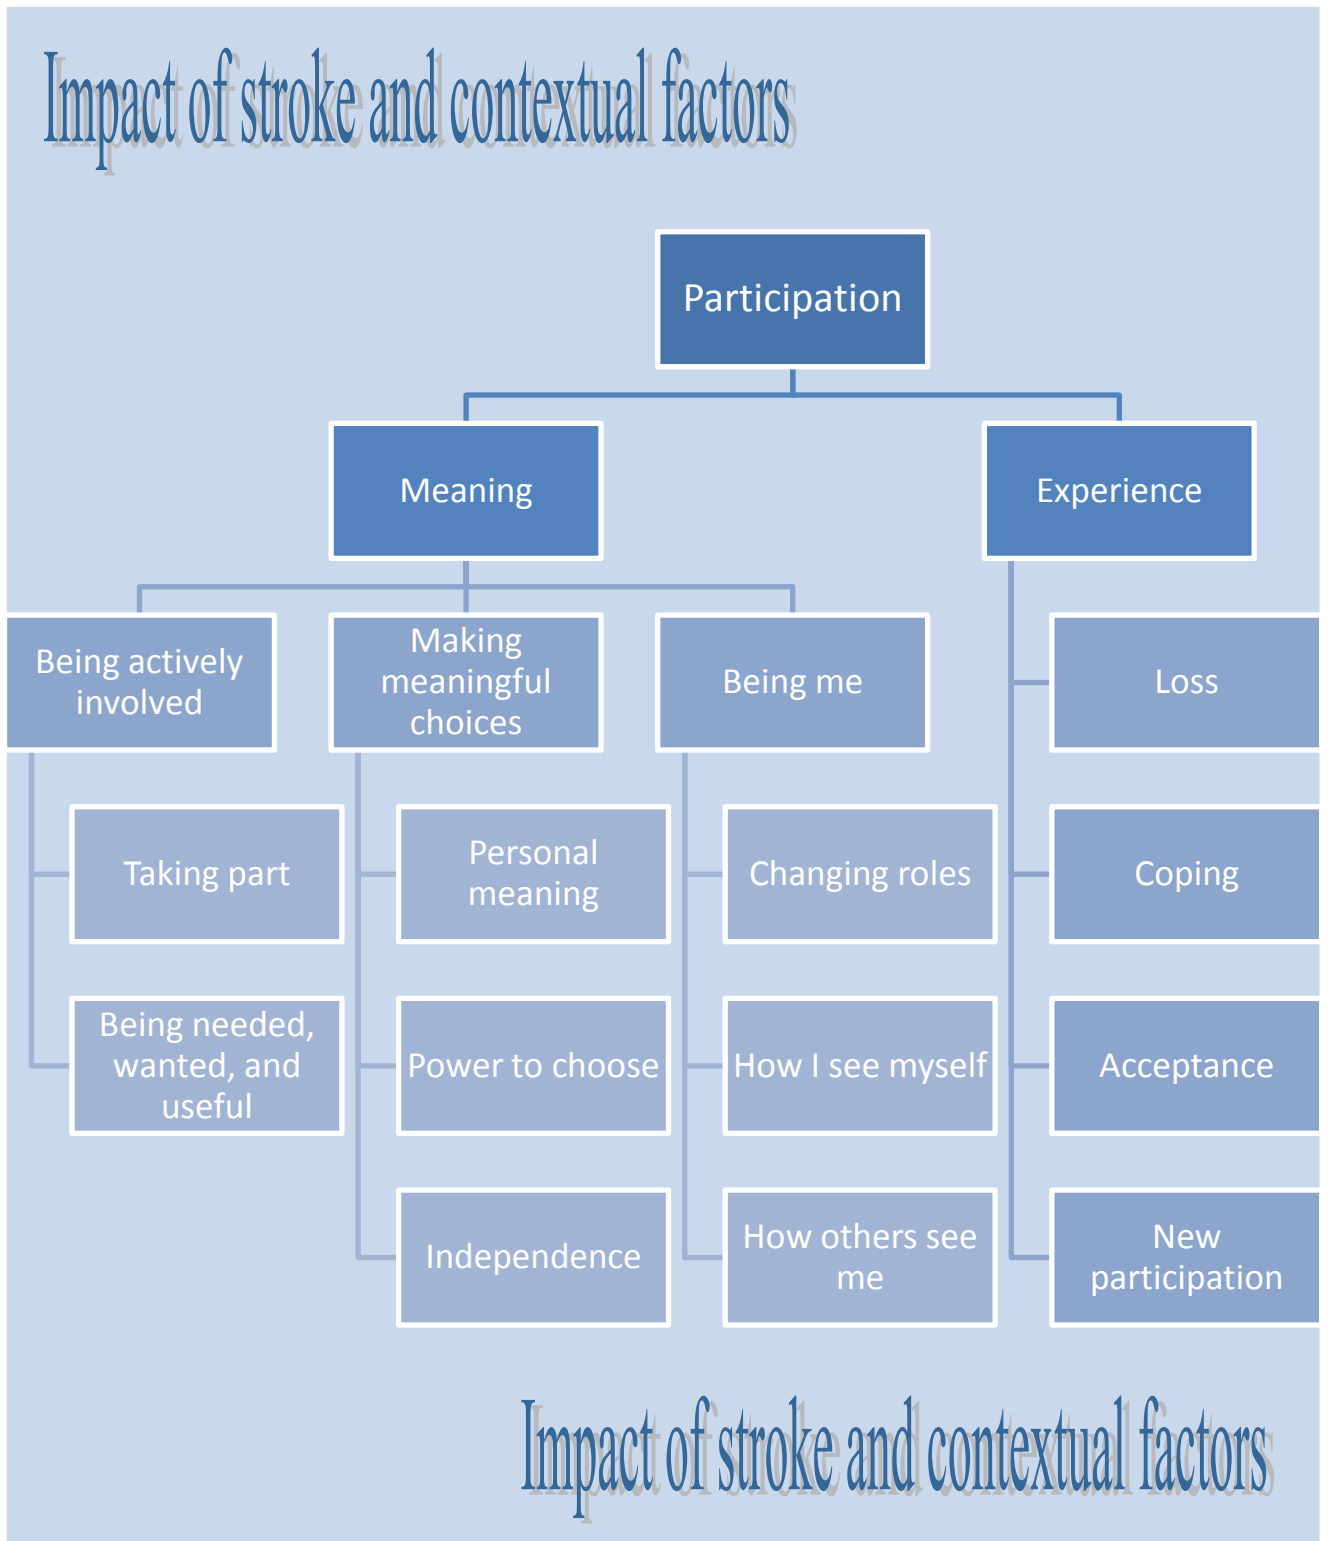 Impact of stroke and contextual factors
Participation
Meaning
Experience
Being actively
involved
Making
meaningful
choices
Being me
Loss
Taking part
Personal
meaning
Changing roles
Coping
Being needed,
wanted, and
useful
Power to choose
How I see myself
Acceptance
Independence
How others see
me
New
participation
Impact of stroke and contextual factors